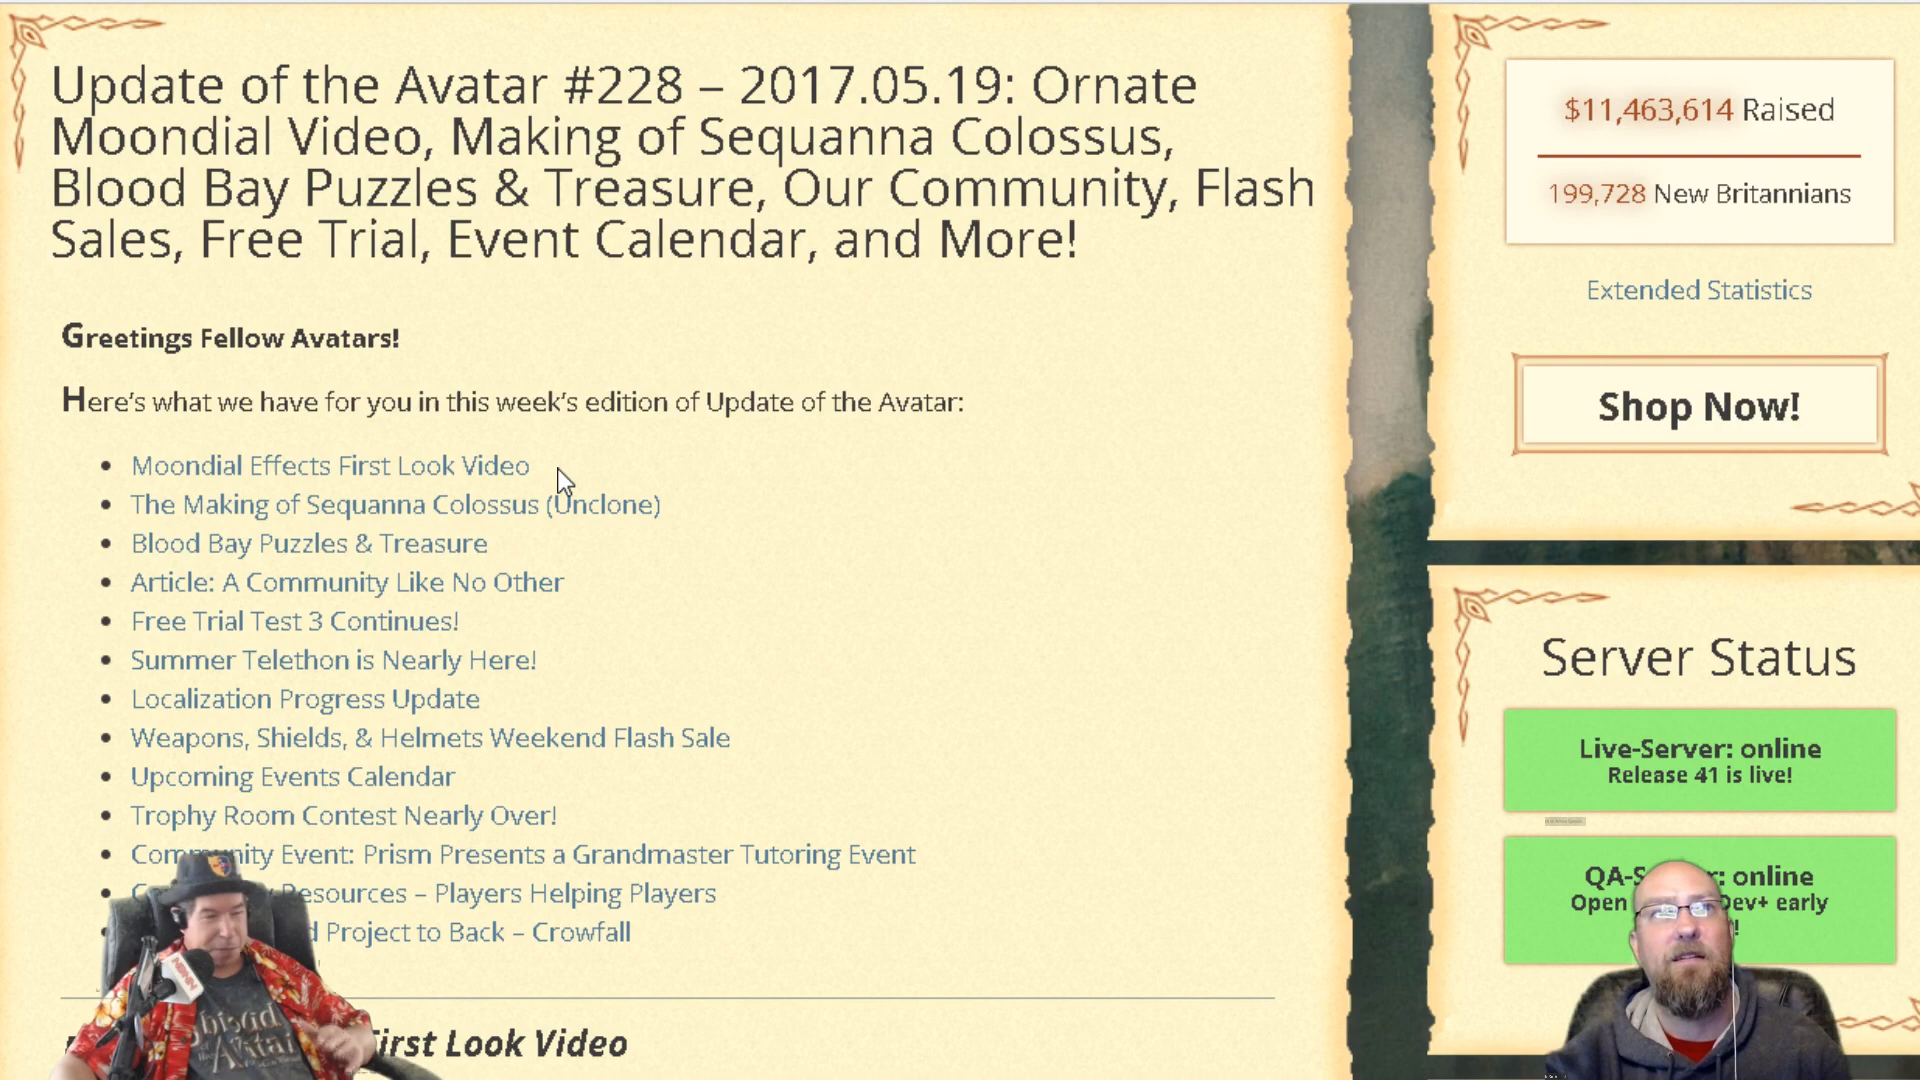 Update of the Avatar #228 – 2017.05.19: Ornate
Moondial Video, Making of Sequanna Colossus,
Blood Bay Puzzles & Treasure, Our Community, Flash
Sales, Free Trial, Event Calendar, and More!
Greetings Fellow Avatars!
Here's what we have for you in this week's edition of Update of the Avatar:
Moondial Effects First Look Video
The Making of Sequanna Colossus (Unclone)
Blood Bay Puzzles & Treasure
Article: A Community Like No Other
Free Trial Test 3 Continues!
Summer Telethon is Nearly Here!
Localization Progress Update
Weapons, Shields, & Helmets Weekend Flash Sale
Upcoming Events Calendar
Trophy Room Contest Nearly Over!
Community Event: Prism Presents a Grandmaster Tutoring Event
Resources – Players Helping Players
Project to Back – Crowfall
First Look Video
$11,463,614 Raised
199,728 New Britannians
Extended Statistics
Shop Now!
Server Status
Live-Server: online
Release 41 is live!
online
Open Dev+ early